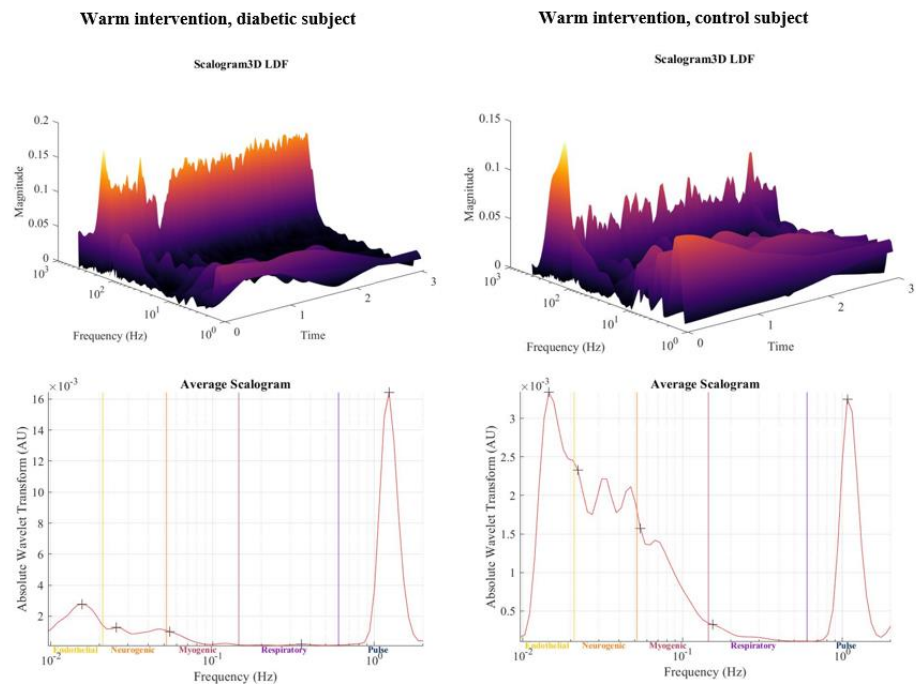 Warm intervention, diabetic subject
Scalogram3D LDF
0.2
0.15
0.1
0.05
0
Magnitude
10³
10²
10¹
10⁰
Frequency (Hz)
0
1
2
3
Time
Warm intervention, control subject
Scalogram3D LDF
0.15
0.1
0.05
0
Magnitude
10³
10²
10¹
10⁰
Frequency (Hz)
0
1
2
3
Time
Average Scalogram
×10⁻³
16
14
12
10
8
6
4
2
Absolute Wavelet Transform (AU)
Endothelial Neurogenic Myogenic Respiratory Pulse
10⁻² 10⁻¹ 10⁰
Frequency (Hz)
Average Scalogram
×10⁻³
3
2.5
2
1.5
1
0.5
Absolute Wavelet Transform (AU)
Endothelial Neurogenic Myogenic Respiratory Pulse
10⁻² 10⁻¹ 10⁰
Frequency (Hz)